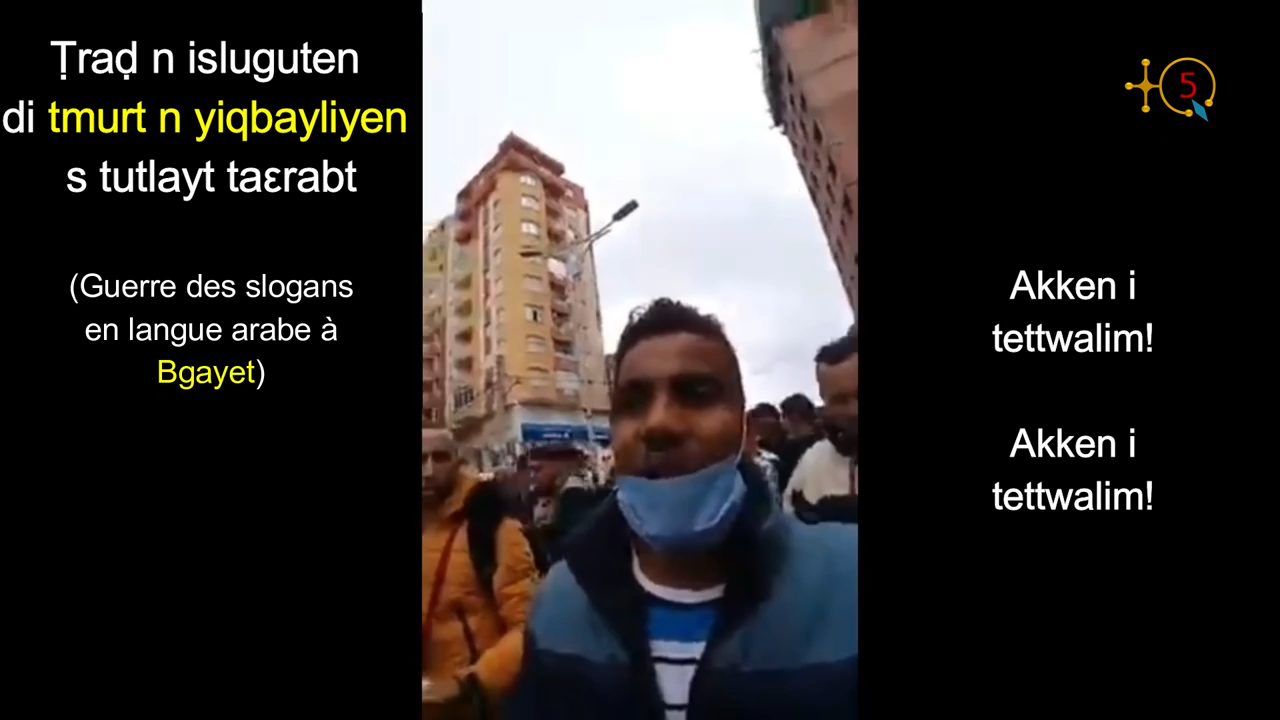 Ṭraḍ n isluguten
di tmurt n yiqbayliyen
s tutlayt taɛrabt
(Guerre des slogans
en langue arabe à
Bgayet)
5
Akken i
tettwalim!
Akken i
tettwalim!